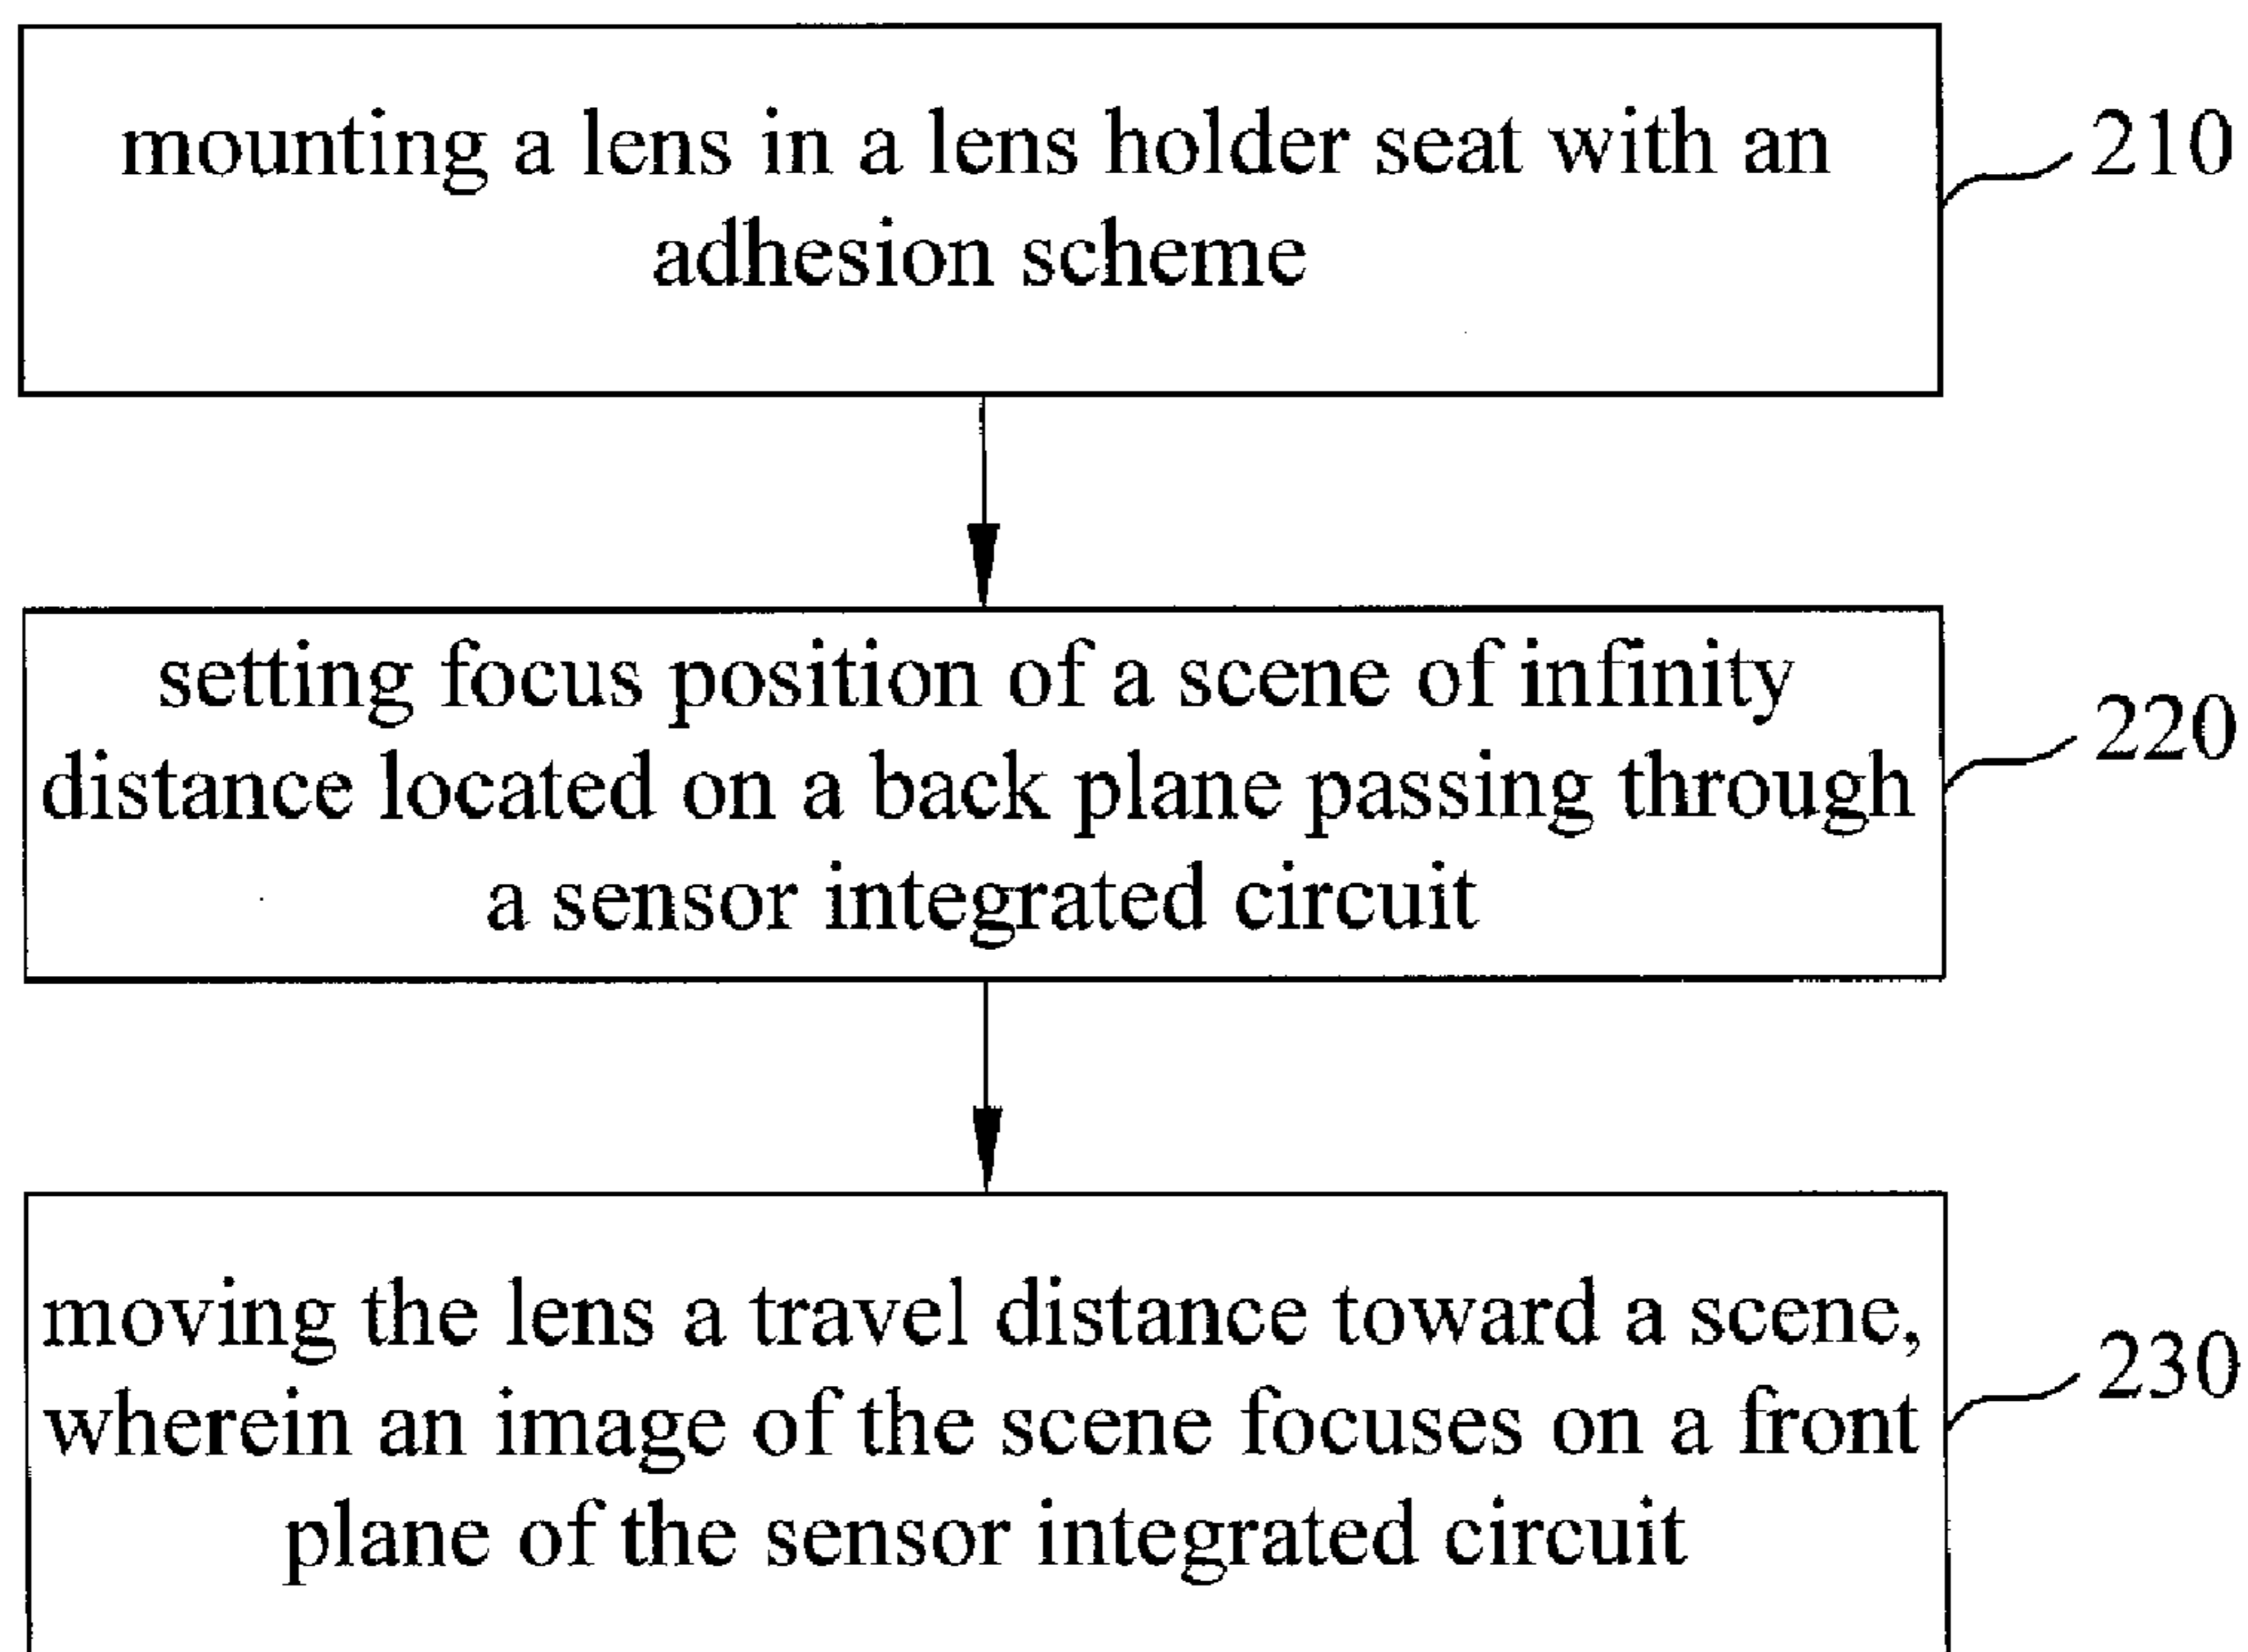 mounting a lens in a lens holder seat with an
adhesion scheme
210
setting focus position of a scene of infinity
distance located on a back plane passing through
a sensor integrated circuit
220
moving the lens a travel distance toward a scene,
wherein an image of the scene focuses on a front
plane of the sensor integrated circuit
230